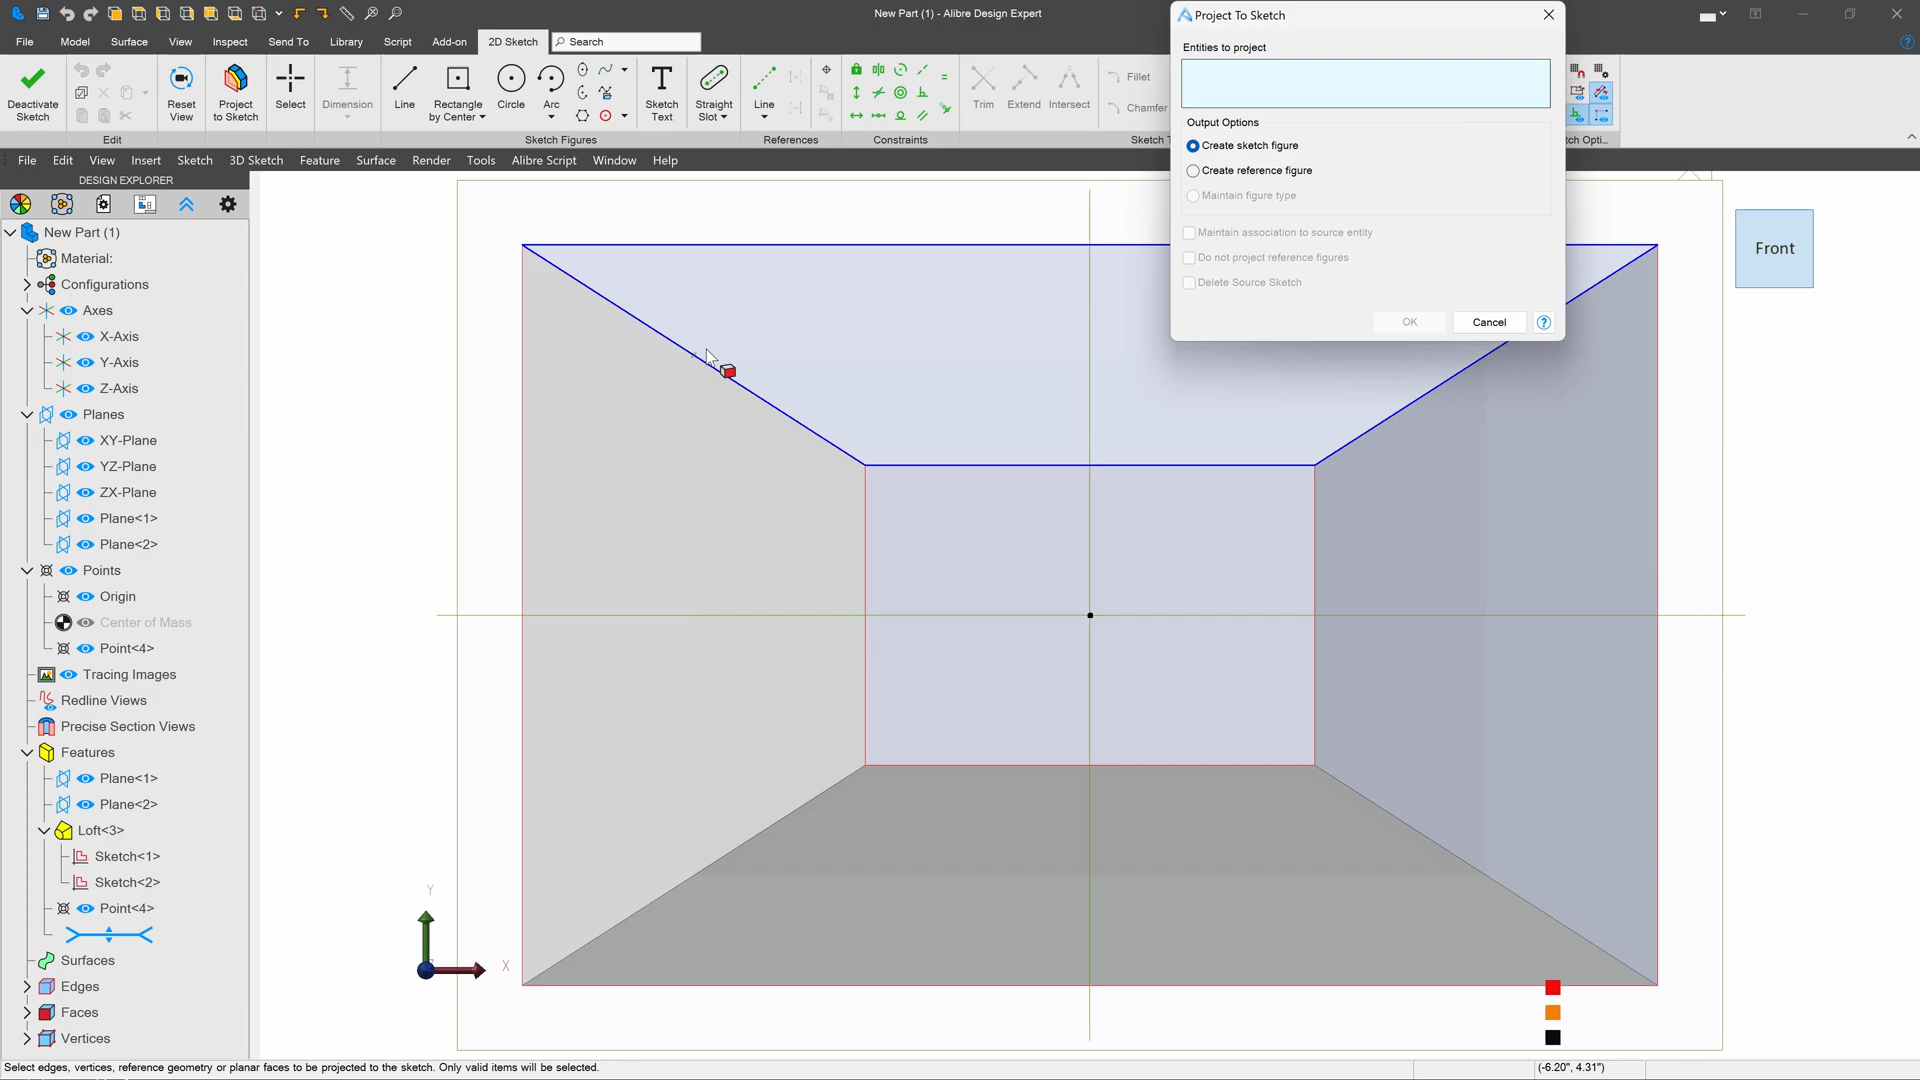 New Part (1) - Alibre Design Expert
File Model Surface View Inspect Send To Library Script Add-on 2D Sketch Search
Deactivate Sketch
Edit
Reset View
Project to Sketch
Select
Dimension
Line
Rectangle by Center
Circle
Arc
Sketch Text
Straight Slot
Sketch Figures
Line
References
Constraints
Trim
Extend
Intersect
Fillet
Chamfer
Sketch T
tch Opti...
File Edit View Insert Sketch 3D Sketch Feature Surface Render Tools Alibre Script Window Help
DESIGN EXPLORER
New Part (1)
Material:
Configurations
Axes
X-Axis
Y-Axis
Z-Axis
Planes
XY-Plane
YZ-Plane
ZX-Plane
Plane<1>
Plane<2>
Points
Origin
Center of Mass
Point<4>
Tracing Images
Redline Views
Precise Section Views
Features
Plane<1>
Plane<2>
Loft<3>
Sketch<1>
Sketch<2>
Point<4>
Surfaces
Edges
Faces
Vertices
Project To Sketch
Entities to project
Output Options
Create sketch figure
Create reference figure
Maintain figure type
Maintain association to source entity
Do not project reference figures
Delete Source Sketch
OK
Cancel
?
Front
Y
X
Select edges, vertices, reference geometry or planar faces to be projected to the sketch. Only valid items will be selected.
(-6.20", 4.31")